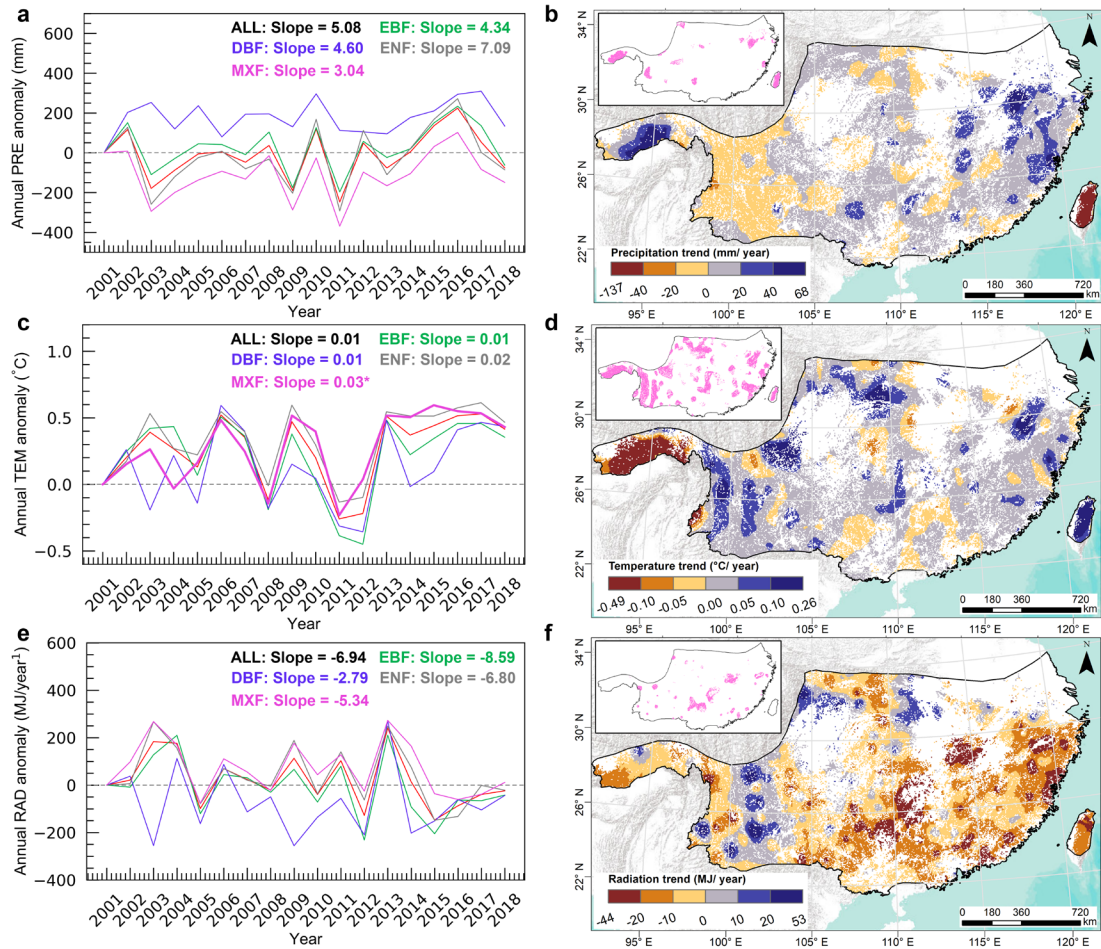 a
ALL: Slope = 5.08 EBF: Slope = 4.34
DBF: Slope = 4.60 ENF: Slope = 7.09
MXF: Slope = 3.04
Annual PRE anomaly (mm)
600
400
200
0
−200
−400
2001 2002 2003 2004 2005 2006 2007 2008 2009 2010 2011 2012 2013 2014 2015 2016 2017 2018
Year
b
34° N
30° N
26° N
22° N
N
Precipitation trend (mm/ year)
-137 -40 -20 0 20 40 68
0 180 360 720
km
95° E 100° E 105° E 110° E 115° E 120° E
c
ALL: Slope = 0.01 EBF: Slope = 0.01
DBF: Slope = 0.01 ENF: Slope = 0.02
MXF: Slope = 0.03*
Annual TEM anomaly (°C)
1.0
0.5
0.0
−0.5
2001 2002 2003 2004 2005 2006 2007 2008 2009 2010 2011 2012 2013 2014 2015 2016 2017 2018
Year
d
34° N
30° N
26° N
22° N
N
Temperature trend (°C/ year)
-0.49 -0.10 -0.05 0.00 0.05 0.10 0.26
0 180 360 720
km
95° E 100° E 105° E 110° E 115° E 120° E
e
ALL: Slope = -6.94 EBF: Slope = -8.59
DBF: Slope = -2.79 ENF: Slope = -6.80
MXF: Slope = -5.34
Annual RAD anomaly (MJ/year¹)
600
400
200
0
−200
−400
2001 2002 2003 2004 2005 2006 2007 2008 2009 2010 2011 2012 2013 2014 2015 2016 2017 2018
Year
f
34° N
30° N
26° N
22° N
N
Radiation trend (MJ/ year)
-44 -20 -10 0 10 20 53
0 180 360 720
km
95° E 100° E 105° E 110° E 115° E 120° E